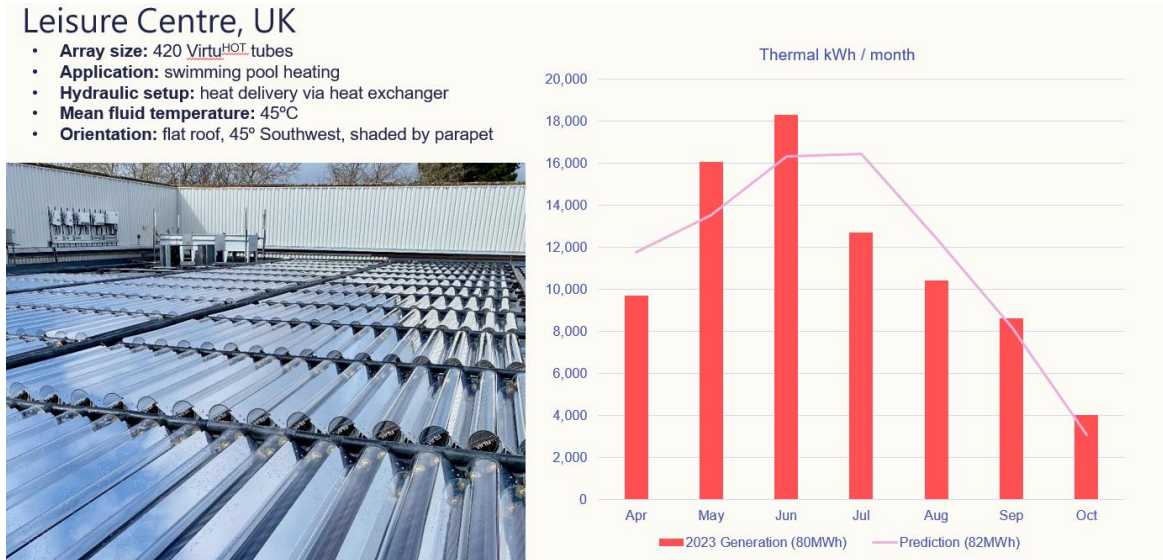 Leisure Centre, UK
• Array size: 420 VirtuHOT tubes
• Application: swimming pool heating
• Hydraulic setup: heat delivery via heat exchanger
• Mean fluid temperature: 45ºC
• Orientation: flat roof, 45º Southwest, shaded by parapet
Thermal kWh / month
20,000
18,000
16,000
14,000
12,000
10,000
8,000
6,000
4,000
2,000
0
Apr May Jun Jul Aug Sep Oct
2023 Generation (80MWh) Prediction (82MWh)